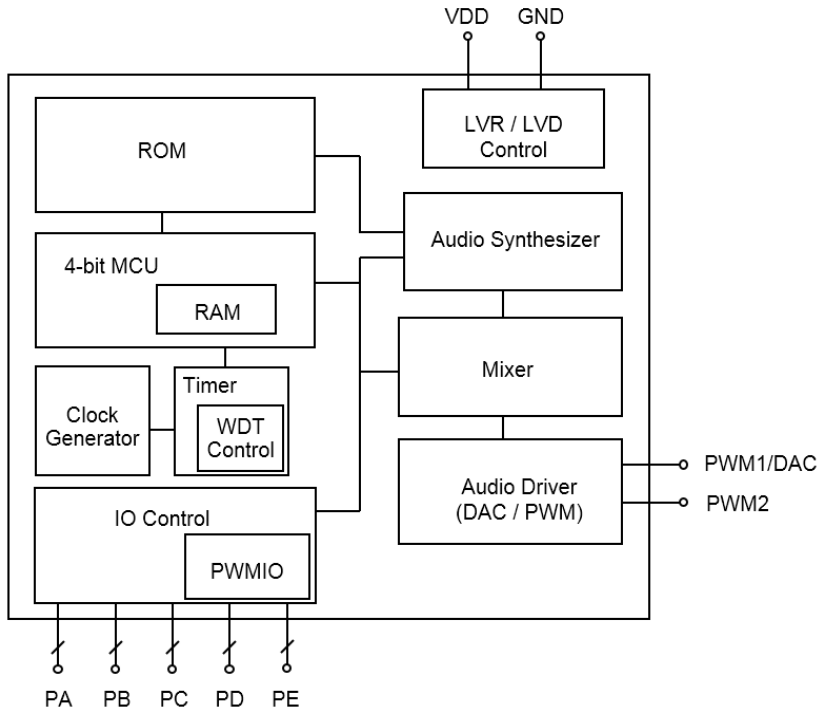 VDD GND
LVR / LVD
Control
ROM
Audio Synthesizer
4-bit MCU
RAM
Mixer
Timer
Clock
Generator
WDT
Control
PWM1/DAC
Audio Driver
(DAC / PWM)
PWM2
IO Control
PWMIO
PA PB PC PD PE